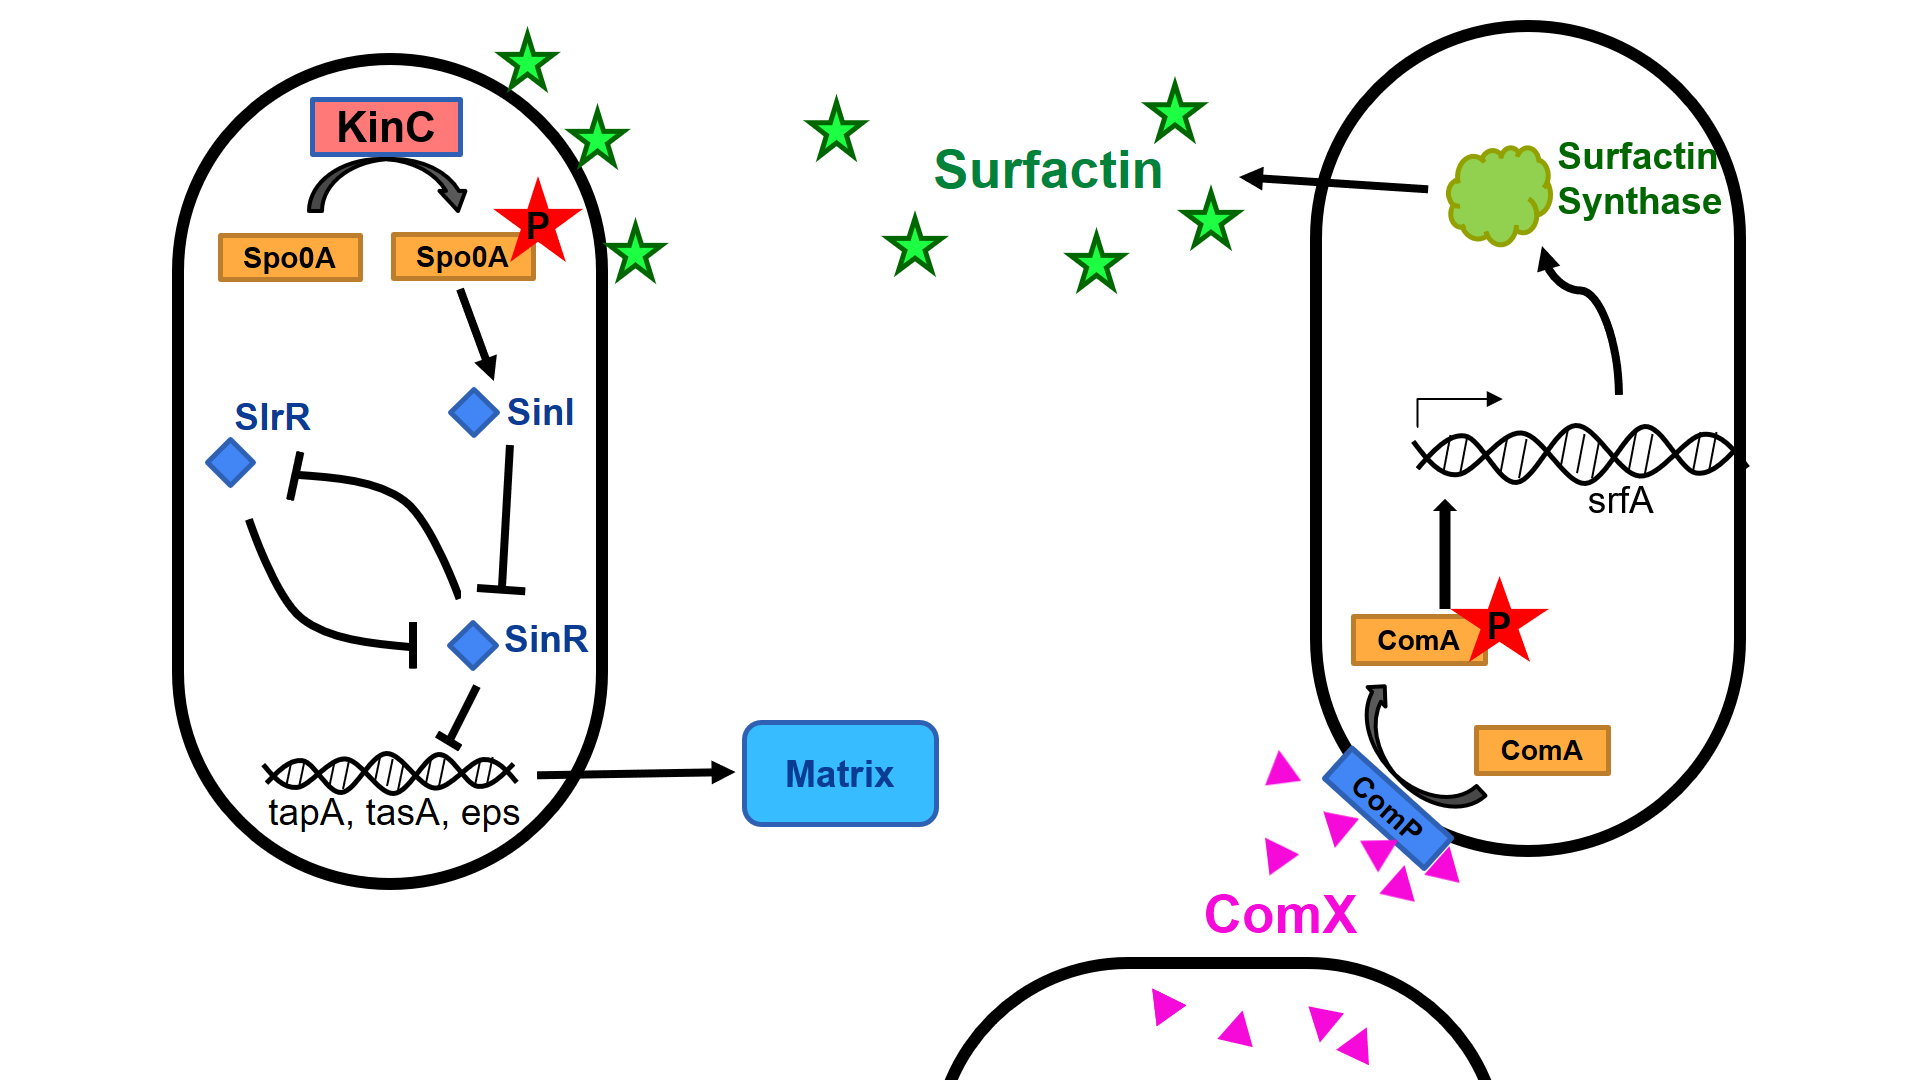 KinC
Spo0A
Spo0A
P
SlrR
SinI
SinR
tapA, tasA, eps
Matrix
Surfactin
Surfactin
Synthase
srfA
ComA
P
ComA
ComP
ComX